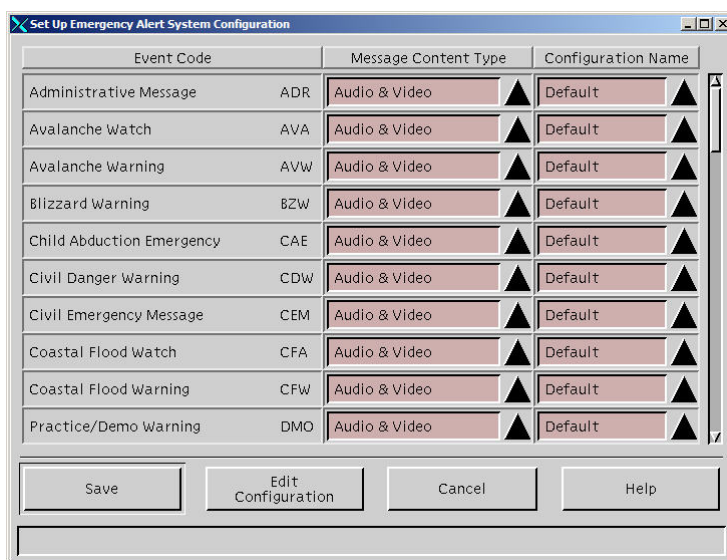 Set Up Emergency Alert System Configuration
Event Code Message Content Type Configuration Name
Administrative Message ADR Audio & Video Default
Avalanche Watch AVA Audio & Video Default
Avalanche Warning AVW Audio & Video Default
Blizzard Warning BZW Audio & Video Default
Child Abduction Emergency CAE Audio & Video Default
Civil Danger Warning CDW Audio & Video Default
Civil Emergency Message CEM Audio & Video Default
Coastal Flood Watch CFA Audio & Video Default
Coastal Flood Warning CFW Audio & Video Default
Practice/Demo Warning DMO Audio & Video Default
Save Edit Configuration Cancel Help